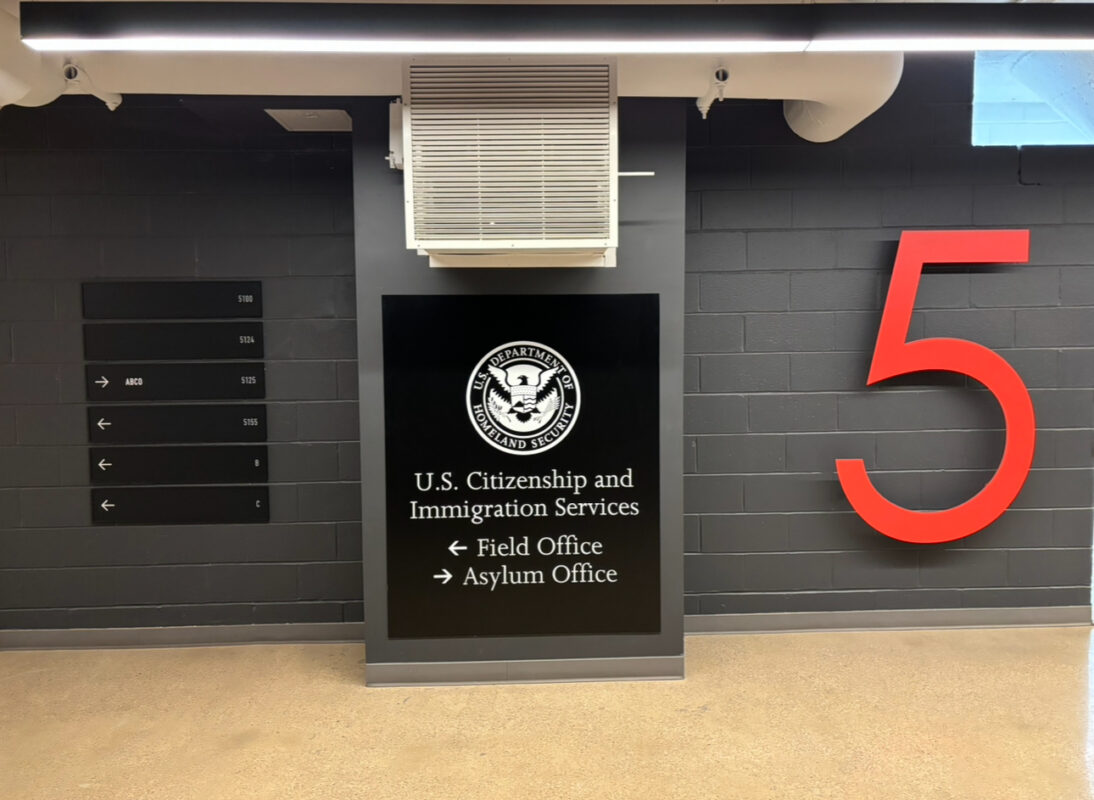 5100
5124
→ ABCO 5125
← 5155
← B
← C
U.S. DEPARTMENT OF
HOMELAND SECURITY
U.S. Citizenship and
Immigration Services
← Field Office
→ Asylum Office
5